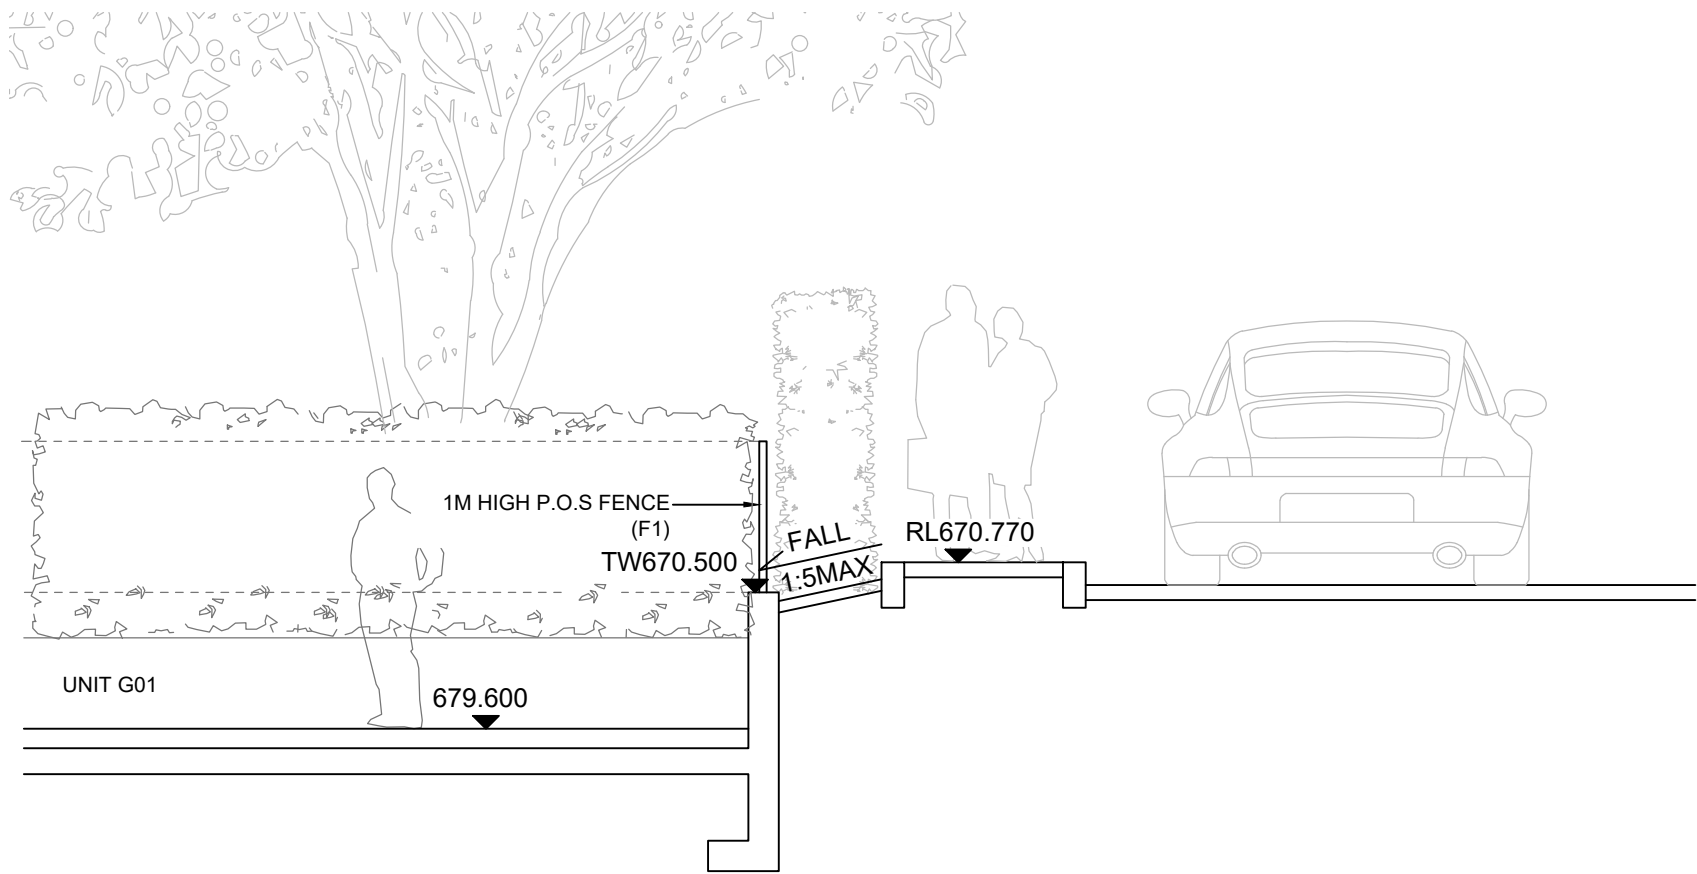 1M HIGH P.O.S FENCE
(F1)
TW670.500
FALL
1:5MAX
RL670.770
UNIT G01
679.600